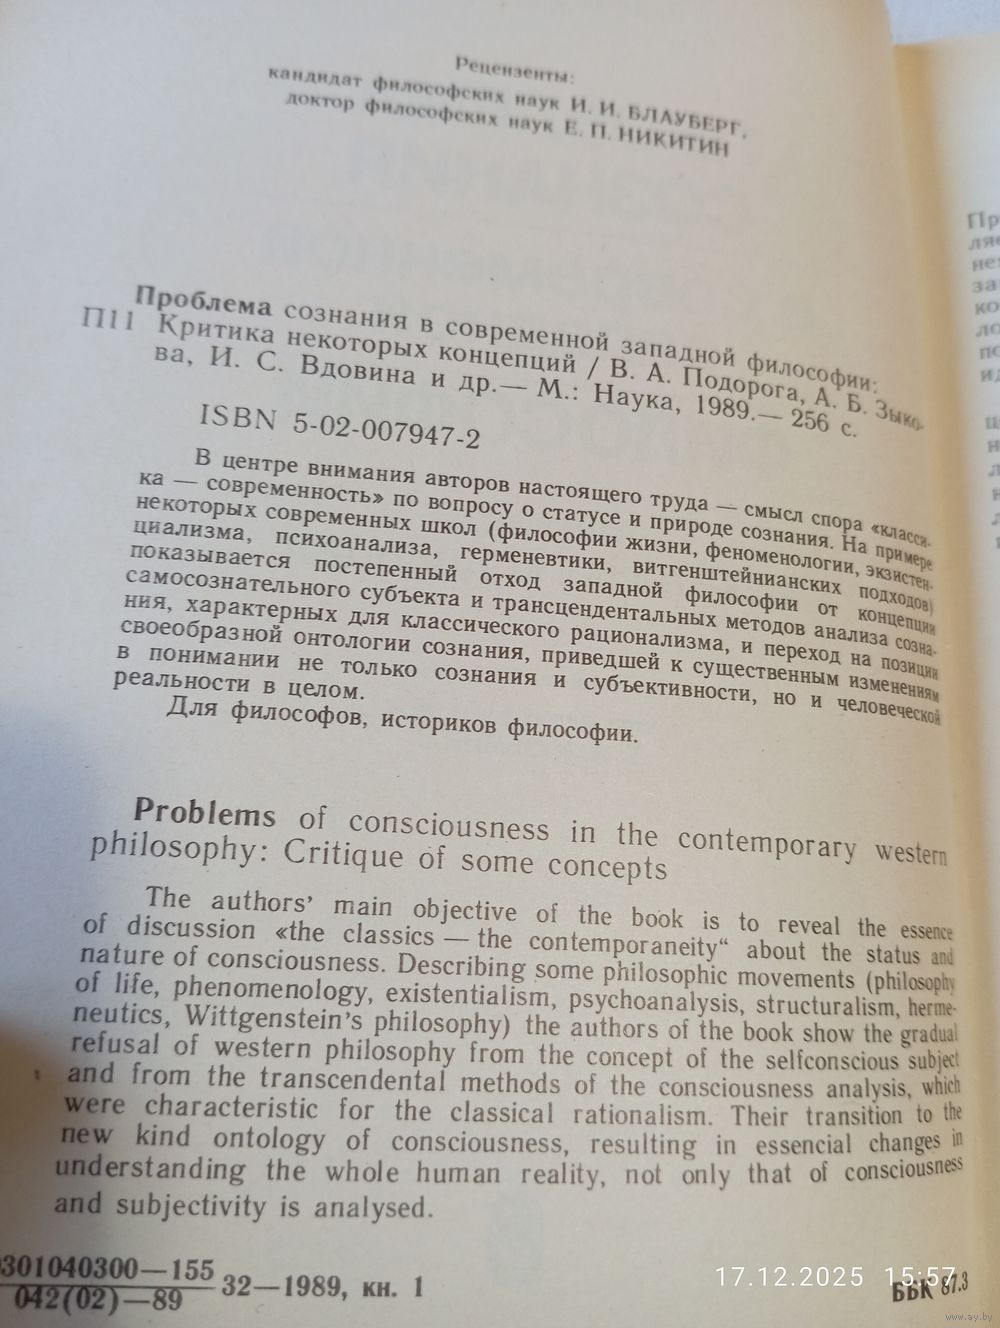 Рецензенты:
кандидат философских наук И. И. БЛАУБЕРГ,
доктор философских наук Е. П. НИКИТИН
Проблема сознания в современной западной философии:
П11 Критика некоторых концепций / В. А. Подорога, А. Б. Зыко-
ва, И. С. Вдовина и др.— М.: Наука, 1989.— 256 с.
ISBN 5-02-007947-2
В центре внимания авторов настоящего труда — смысл спора «класси-
ка — современность» по вопросу о статусе и природе сознания. На примере
некоторых современных школ (философии жизни, феноменологии, экзистен-
циализма, психоанализа, герменевтики, витгенштейнианских подходов)
показывается постепенный отход западной философии от концепции
самосознательного субъекта и трансцендентальных методов анализа созна-
ния, характерных для классического рационализма, и переход на позиции
своеобразной онтологии сознания, приведшей к существенным изменениям
в понимании не только сознания и субъективности, но и человеческой
реальности в целом.
Для философов, историков философии.
Problems of consciousness in the contemporary western
philosophy: Critique of some concepts
The authors’ main objective of the book is to reveal the essence
of discussion «the classics — the contemporaneity“ about the status and
nature of consciousness. Describing some philosophic movements (philosophy
of life, phenomenology, existentialism, psychoanalysis, structuralism, herme-
neutics, Wittgenstein’s philosophy) the authors of the book show the gradual
refusal of western philosophy from the concept of the selfconscious subject
and from the transcendental methods of the consciousness analysis, which
were characteristic for the classical rationalism. Their transition to the
new kind ontology of consciousness, resulting in essencial changes in
understanding the whole human reality, not only that of consciousness
and subjectivity is analysed.
0301040300—155
042(02)—89
32—1989, кн. 1
ББК 87.3
17.12.2025 15:57
www.ay.by